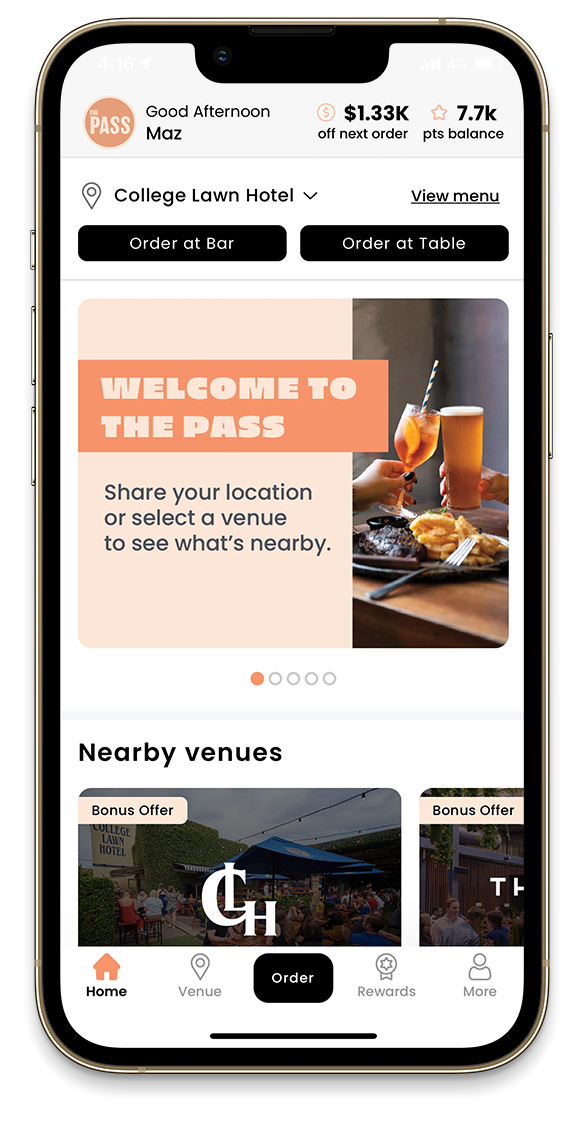 4:16
4G
THE
PASS
Good Afternoon
Maz
$1.33K
off next order
7.7k
pts balance
College Lawn Hotel
View menu
Order at Bar
Order at Table
WELCOME TO
THE PASS
Share your location
or select a venue
to see what's nearby.
Nearby venues
Bonus Offer
COLLEGE
LAWN
HOTEL
CLH
Bonus Offer
TH
Home
Venue
Order
Rewards
More